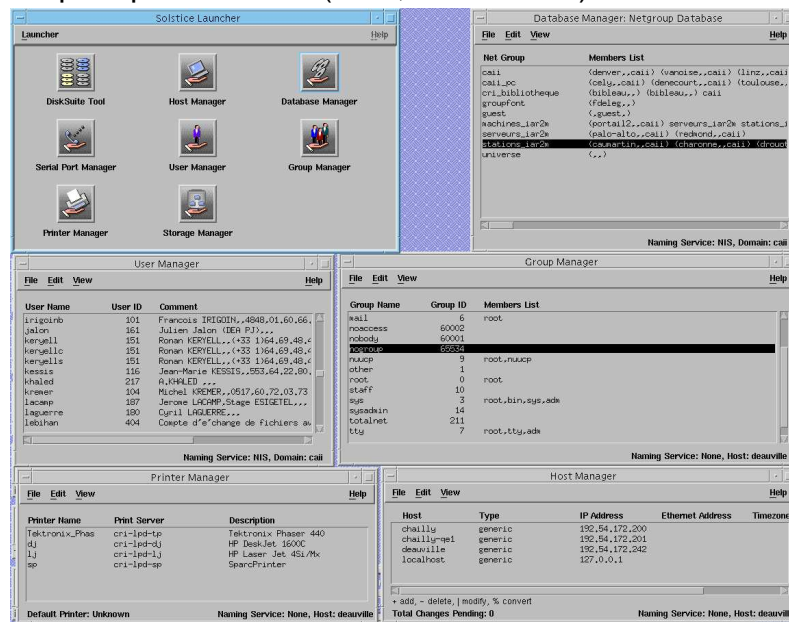 Solstice Launcher
Launcher Help
DiskSuite Tool Host Manager Database Manager
Serial Port Manager User Manager Group Manager
Printer Manager Storage Manager
Database Manager: Netgroup Database
File Edit View Help
Net Group Members List
caii (denver,,caii) (vanoise,,caii) (linz,,caii
caii_pc (cely,,caii) (denecourt,,caii) (toulouse,,
cri_bibliotheque (bibleau,,) (bibleau,,) caii
groupfont (fdeleg,,)
guest (,guest,)
machines_iar2m (portail2,,caii) serveurs_iar2m stations_i
serveurs_iar2m (palo-alto,,caii) (redmond,,caii)
stations_iar2m (caumartin,,caii) (charonne,,caii) (drouot
universe (,,)
Naming Service: NIS, Domain: caii
User Manager
File Edit View Help
User Name User ID Comment
irigoinb 101 Francois IRIGOIN,,4848,01.60.66.
jalon 161 Julien Jalon (DEA PJ),,,
keryell 151 Ronan KERYELL,,(+33 1)64.69.48.4
keryellc 151 Ronan KERYELL,,(+33 1)64.69.48.4
keryells 151 Ronan KERYELL,,(+33 1)64.69.48.4
kessis 116 Jean-Marie KESSIS,,553,64.22.80.
khaled 217 A.KHALED ,,,
kremer 104 Michel KREMER,,0517,60.72.03.73
lacamp 187 Jerome LACAMP,Stage ESIGETEL,,,
laguerre 180 Cyril LAGUERRE,,,
lebihan 404 Compte d'e'change de fichiers au
Naming Service: NIS, Domain: caii
Group Manager
File Edit View Help
Group Name Group ID Members List
mail 6 root
noaccess 60002
nobody 60001
nogroup 65534
nuucp 9 root,nuucp
other 1
root 0 root
staff 10
sys 3 root,bin,sys,adm
sysadmin 14
totalnet 211
tty 7 root,tty,adm
Naming Service: None, Host: deauville
Printer Manager
File Edit View Help
Printer Name Print Server Description
Tektronix_Phas cri-lpd-tp Tektronix Phaser 440
dj cri-lpd-dj HP DeskJet 1600C
lj cri-lpd-lj HP Laser Jet 4Si/Mx
sp cri-lpd-sp SparcPrinter
Default Printer: Unknown Naming Service: None, Host: deauville
Host Manager
File Edit View Help
Host Type IP Address Ethernet Address Timezone
chailly generic 192.54.172.200
chailly-qe1 generic 192.54.172.201
deauville generic 192.54.172.242
localhost generic 127.0.0.1
+ add, - delete, | modify, % convert
Total Changes Pending: 0 Naming Service: None, Host: deauville